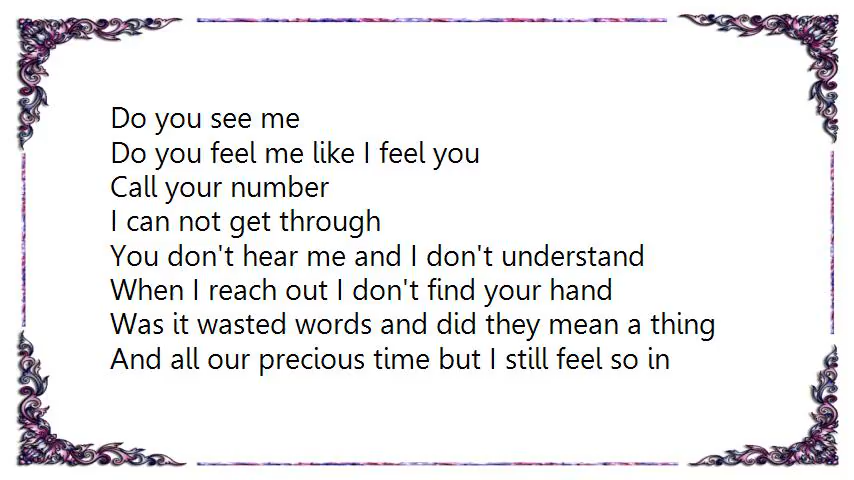 Do you see me
Do you feel me like I feel you
Call your number
I can not get through
You don't hear me and I don't understand
When I reach out I don't find your hand
Was it wasted words and did they mean a thing
And all our precious time but I still feel so in